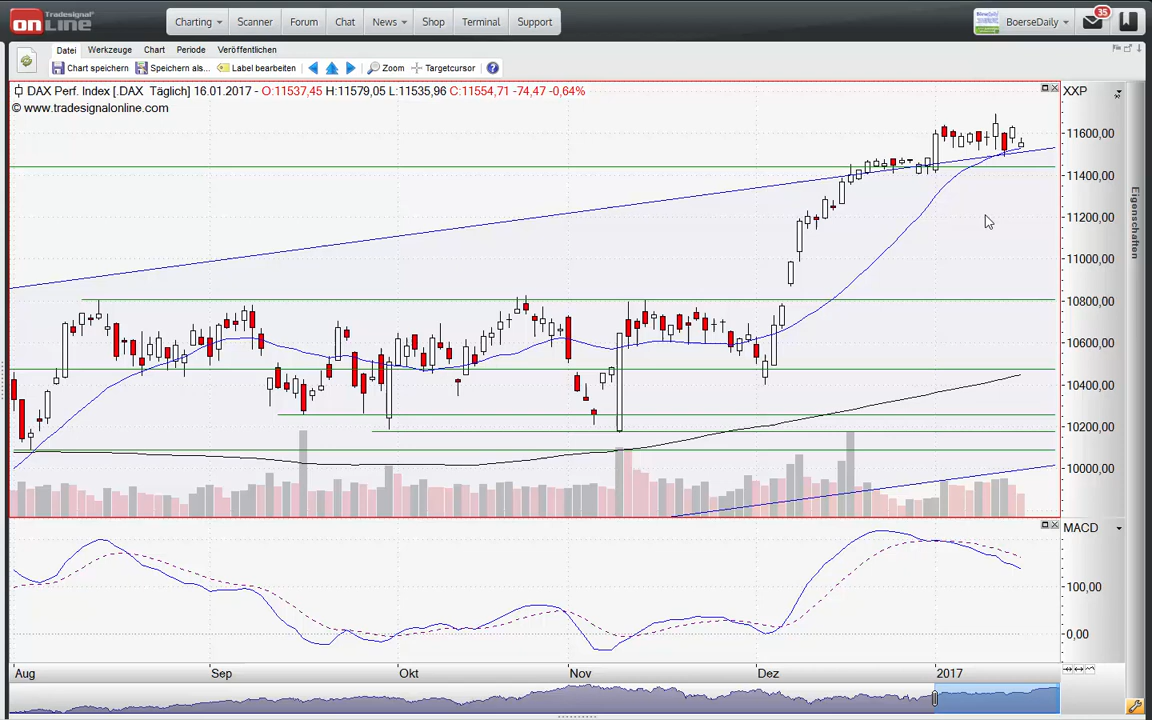 Tradesignal
on LINE
Charting
Scanner
Forum
Chat
News
Shop
Terminal
Support
BoerseDaily
35
Datei
Werkzeuge
Chart
Periode
Veröffentlichen
Chart speichern
Speichern als...
Label bearbeiten
Zoom
Targetcursor
DAX Perf. Index [.DAX Täglich] 16.01.2017 - O:11537,45 H:11579,05 L:11535,96 C:11554,71 -74,47 -0,64%
© www.tradesignalonline.com
XXP
11600,00
11400,00
11200,00
11000,00
10800,00
10600,00
10400,00
10200,00
10000,00
Eigenschaften
MACD
100,00
0,00
Aug
Sep
Okt
Nov
Dez
2017